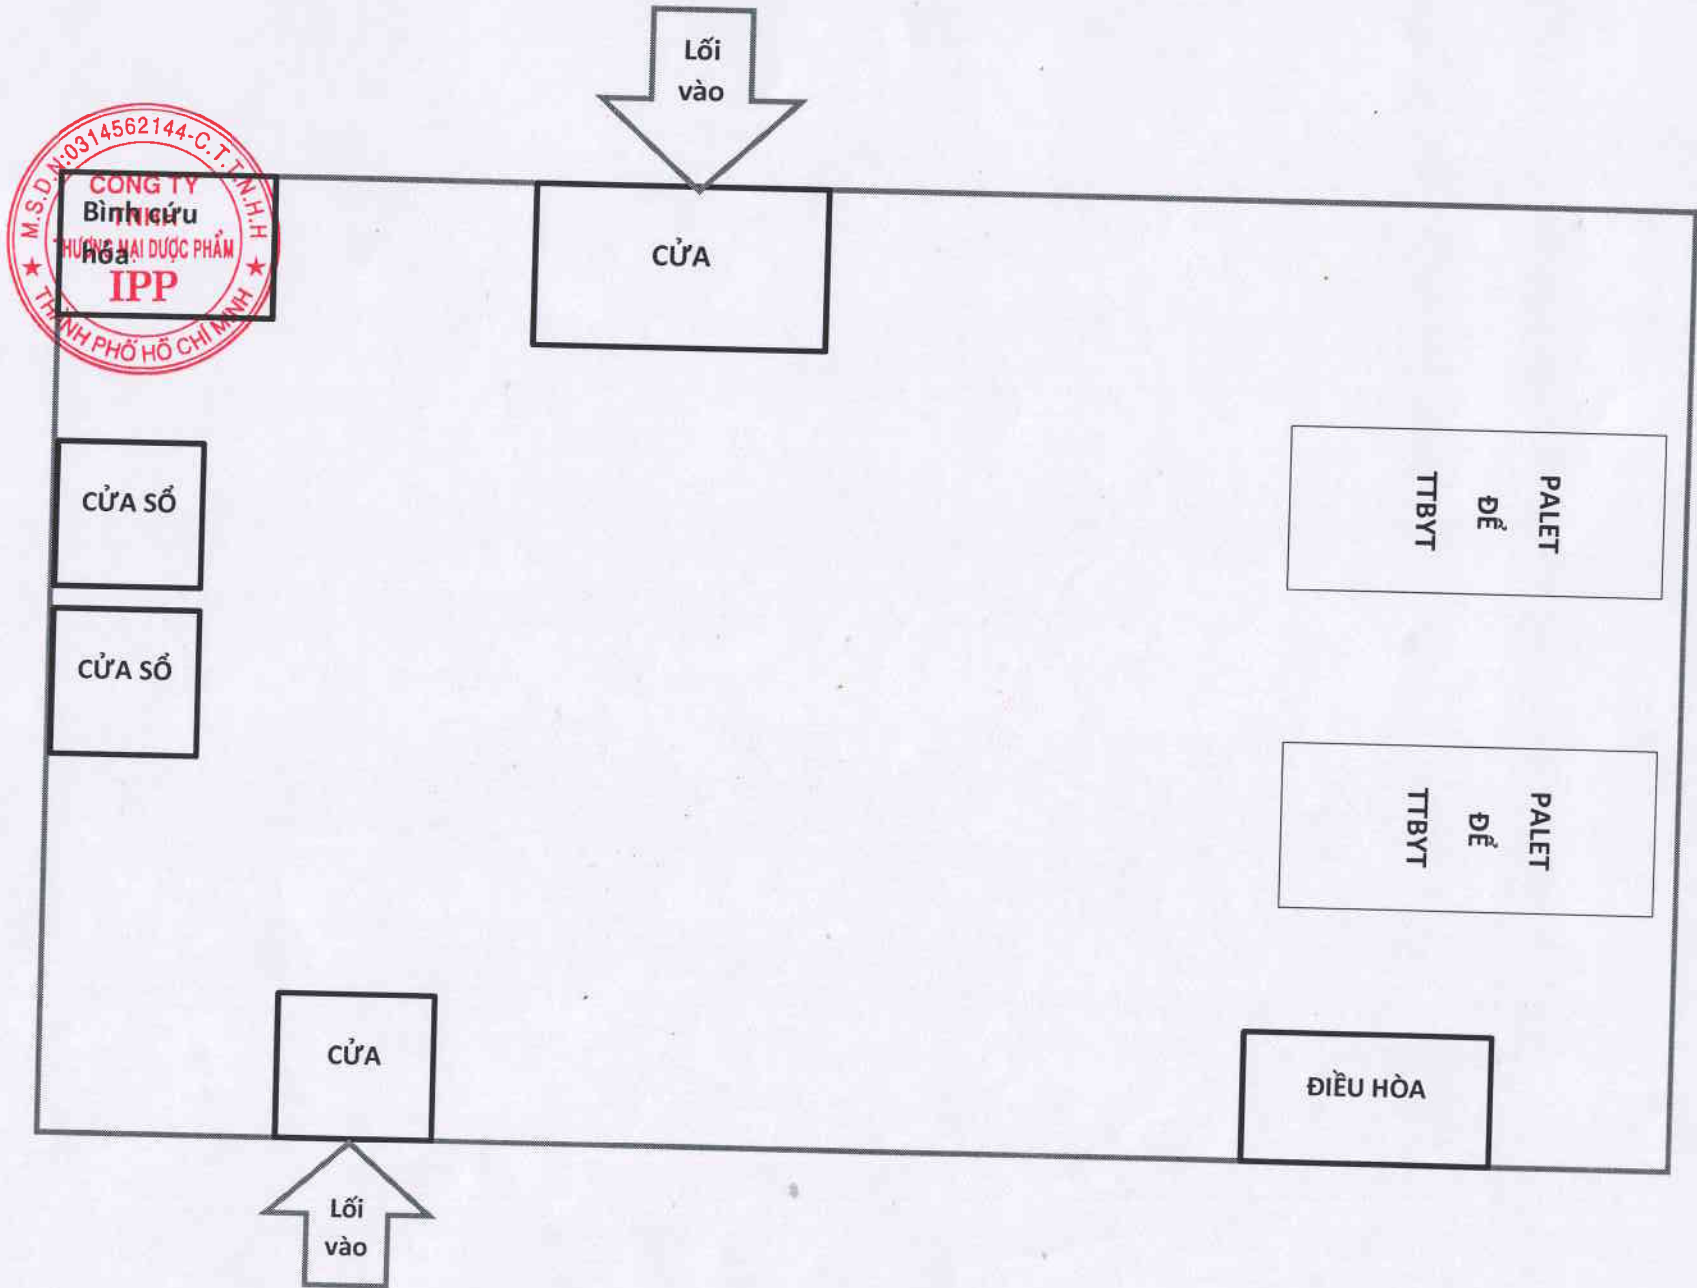 Lối
vào
M.S.D.N:0314562144-C.T.T.N.H.H
CÔNG TY
TNHH
THƯƠNG MẠI DƯỢC PHẨM
IPP
THÀNH PHỐ HỒ CHÍ MINH
Bình cứu
hỏa
CỬA
CỬA SỔ
CỬA SỔ
PALET
ĐỂ
TTBYT
PALET
ĐỂ
TTBYT
CỬA
ĐIỀU HÒA
Lối
vào